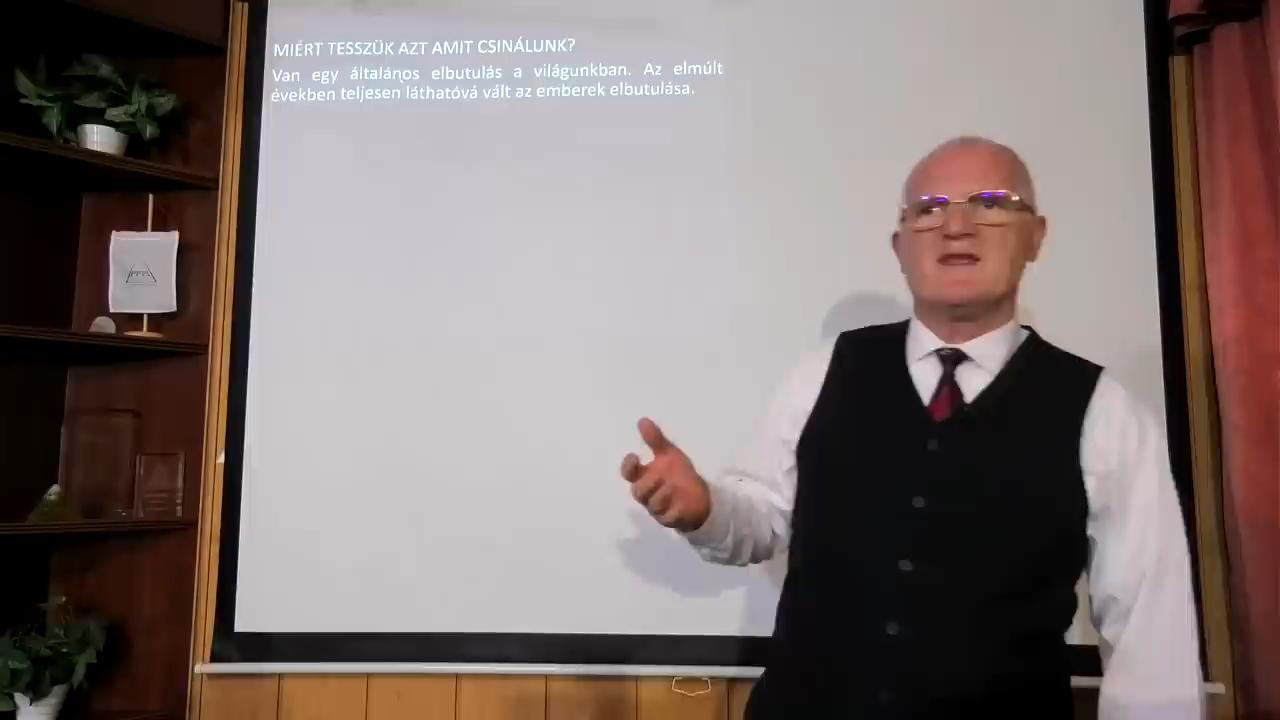 MIÉRT TESSZÜK AZT AMIT CSINÁLUNK?
Van egy általános elbutulás a világunkban. Az elmúlt
években teljesen láthatóvá vált az emberek elbutulása.